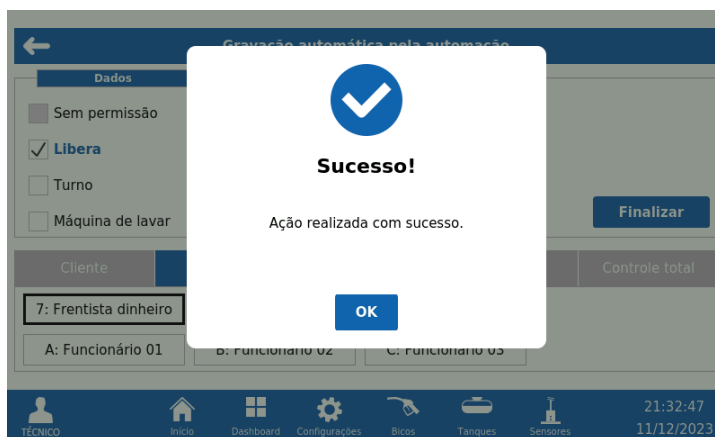 Gravação automática pela automação
Dados
Sem permissão
Libera
Turno
Máquina de lavar
Sucesso!
Ação realizada com sucesso.
OK
Finalizar
Cliente
Controle total
7: Frentista dinheiro
A: Funcionário 01
B: Funcionário 02
C: Funcionário 03
TÉCNICO
Início
Dashboard
Configurações
Bicos
Tanques
Sensores
21:32:47
11/12/2023